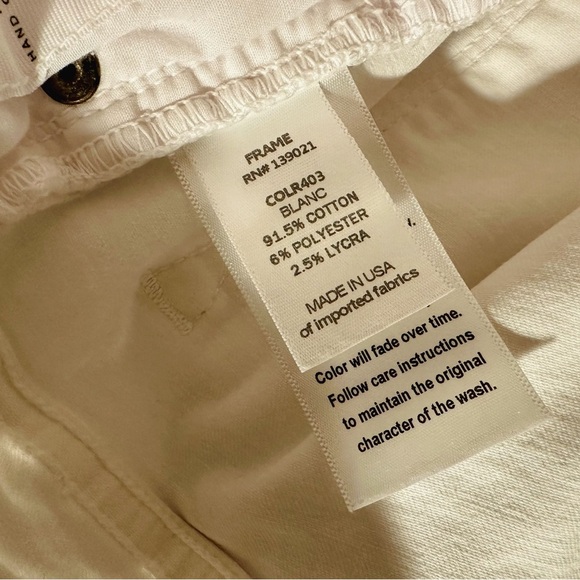 HAND
FRAME
RN# 139021
COLR403
BLANC
91.5% COTTON
6% POLYESTER
2.5% LYCRA
MADE IN USA
of imported fabrics
Color will fade over time.
Follow care instructions
to maintain the original
character of the wash.